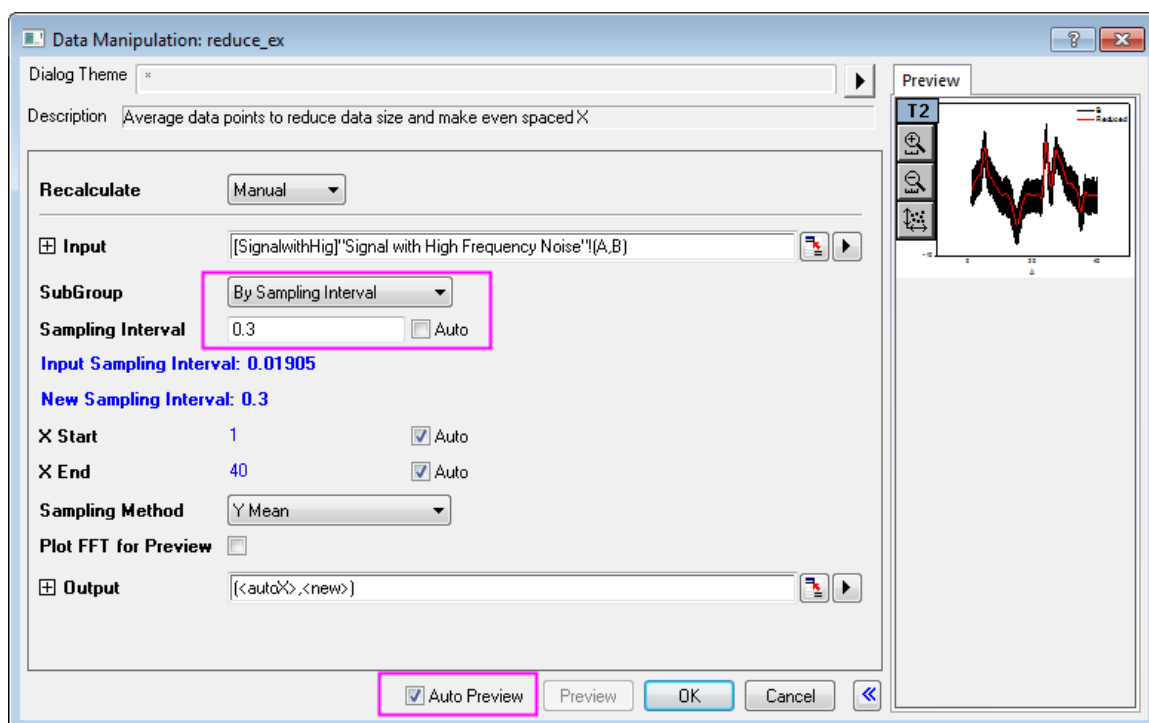 Data Manipulation: reduce_ex
Dialog Theme *
Description Average data points to reduce data size and make even spaced X
Recalculate Manual
Input [SignalwithHig]"Signal with High Frequency Noise"!(A,B)
SubGroup By Sampling Interval
Sampling Interval 0.3 Auto
Input Sampling Interval: 0.01905
New Sampling Interval: 0.3
X Start 1 Auto
X End 40 Auto
Sampling Method Y Mean
Plot FFT for Preview
Output (<autoX>,<new>)
Auto Preview Preview OK Cancel
Preview
T2
B
Reduced
A